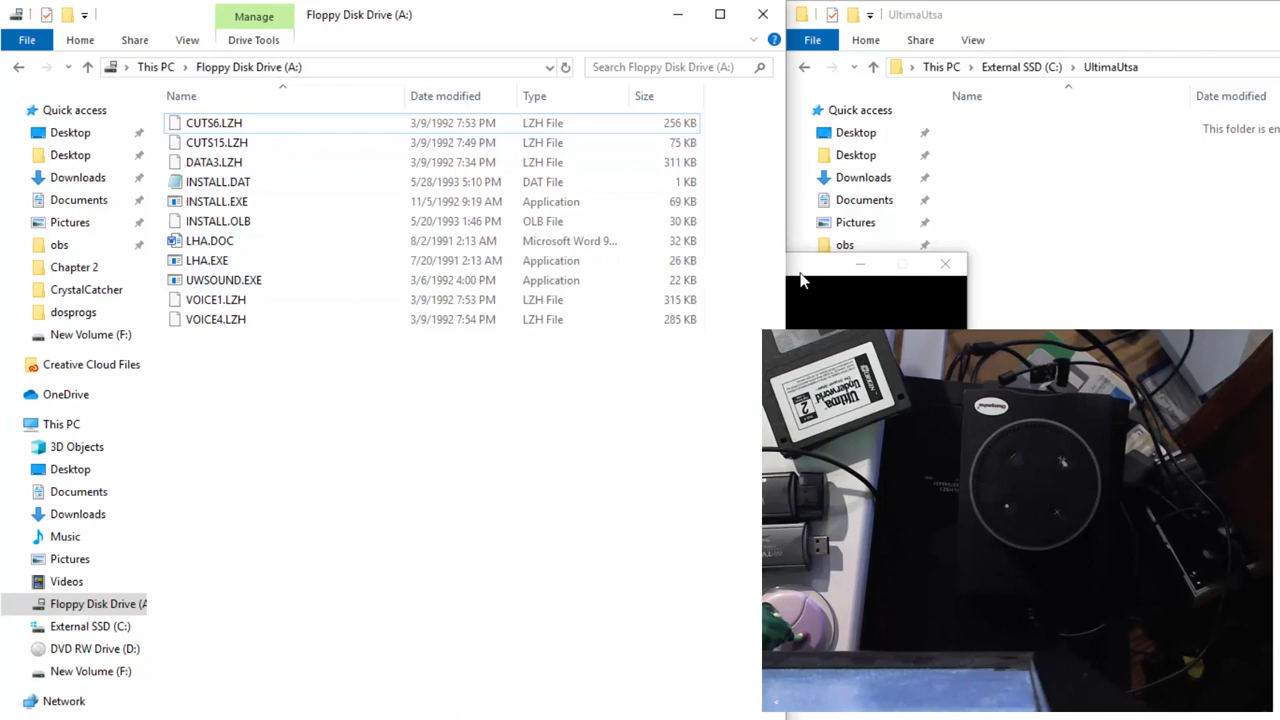 Manage
Floppy Disk Drive (A:)
File
Home
Share
View
Drive Tools
This PC
Floppy Disk Drive (A:)
Search Floppy Disk Drive (A:)
Name
Date modified
Type
Size
Quick access
Desktop
Desktop
Downloads
Documents
Pictures
obs
Chapter 2
CrystalCatcher
dosprogs
New Volume (F:)
Creative Cloud Files
OneDrive
This PC
3D Objects
Desktop
Documents
Downloads
Music
Pictures
Videos
Floppy Disk Drive (A
External SSD (C:)
DVD RW Drive (D:)
New Volume (F:)
Network
CUTS6.LZH 3/9/1992 7:53 PM LZH File 256 KB
CUTS15.LZH 3/9/1992 7:49 PM LZH File 75 KB
DATA3.LZH 3/9/1992 7:34 PM LZH File 311 KB
INSTALL.DAT 5/28/1993 5:10 PM DAT File 1 KB
INSTALL.EXE 11/5/1992 9:19 AM Application 69 KB
INSTALL.OLB 5/20/1993 1:46 PM OLB File 30 KB
LHA.DOC 8/2/1991 2:13 AM Microsoft Word 9... 32 KB
LHA.EXE 7/20/1991 2:13 AM Application 26 KB
UWSOUND.EXE 3/6/1992 4:00 PM Application 22 KB
VOICE1.LZH 3/9/1992 7:53 PM LZH File 315 KB
VOICE4.LZH 3/9/1992 7:54 PM LZH File 285 KB
UltimaUtsa
File
Home
Share
View
This PC
External SSD (C:)
UltimaUtsa
Name
Date modified
This folder is en
Quick access
Desktop
Desktop
Downloads
Documents
Pictures
obs
Ultima
Underworld
2